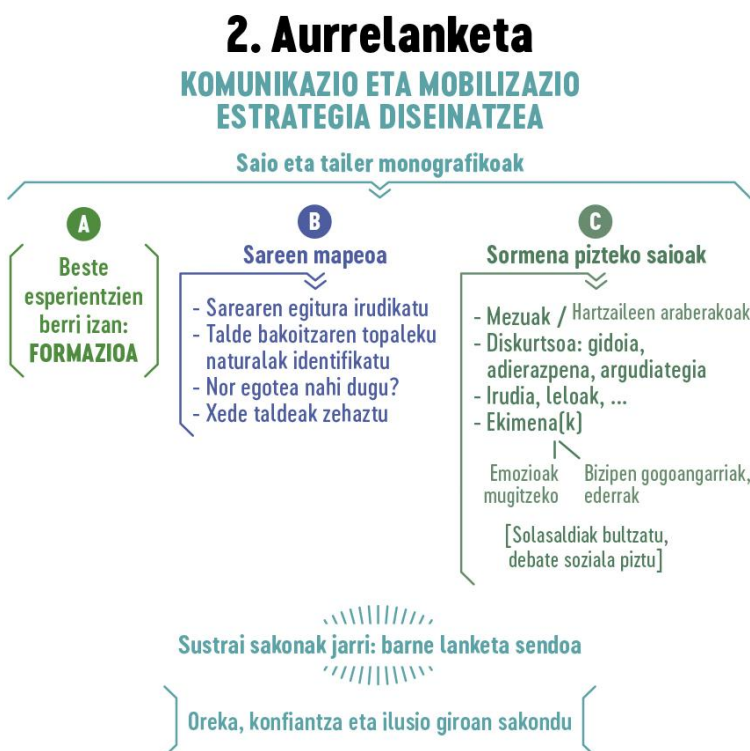 2. Aurrelanketa
KOMUNIKAZIO ETA MOBILIZAZIO
ESTRATEGIA DISEINATZEA
Saio eta tailer monografikoak
A
Beste
esperientzien
berri izan:
FORMAZIOA
B
Sareen mapeoa
- Sarearen egitura irudikatu
- Talde bakoitzaren topaleku
naturalak identifikatu
- Nor egotea nahi dugu?
- Xede taldeak zehaztu
C
Sormena pizteko saioak
- Mezuak / Hartzaileen araberakoak
- Diskurtsoa: gidoia,
adierazpena, argudiategia
- Irudia, leloak, ...
- Ekimena(k)
Emozioak
mugitzeko
Bizipen gogoangarriak,
ederrak
[Solasaldiak bultzatu,
debate soziala piztu]
Sustrai sakonak jarri: barne lanketa sendoa
Oreka, konfiantza eta ilusio giroan sakondu